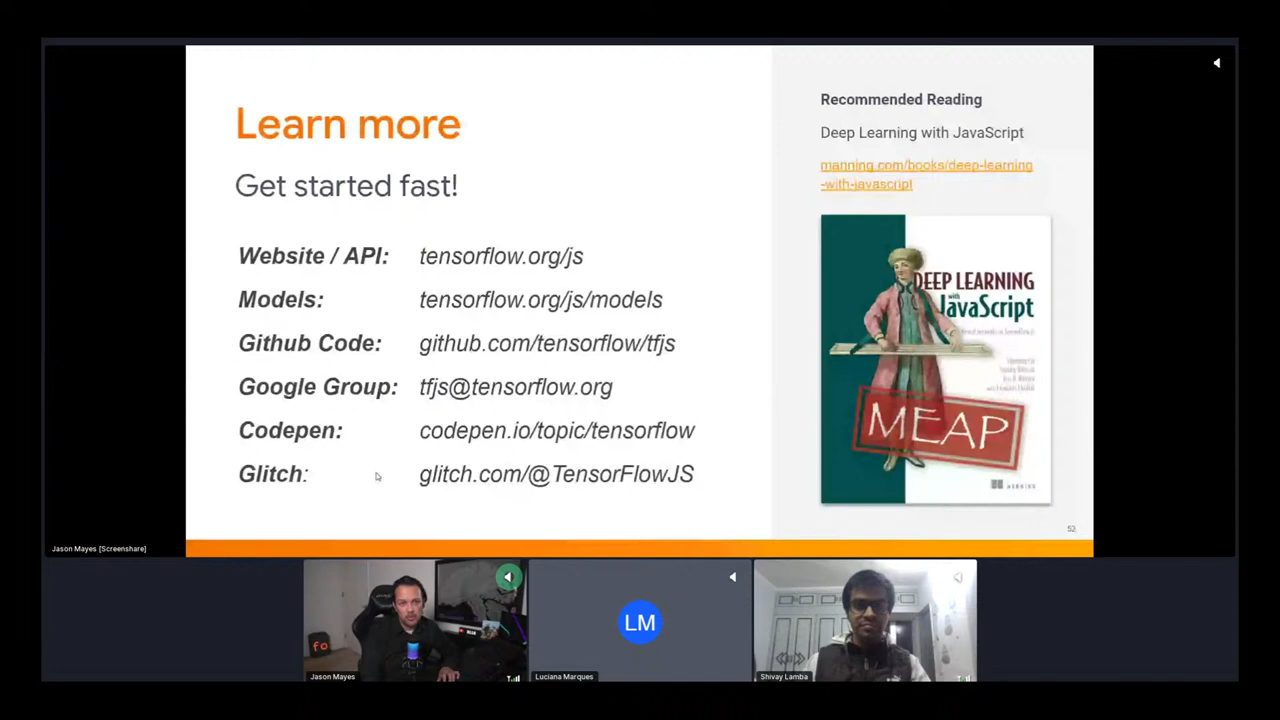 Learn more
Get started fast!
Website / API: tensorflow.org/js
Models: tensorflow.org/js/models
Github Code: github.com/tensorflow/tfjs
Google Group: tfjs@tensorflow.org
Codepen: codepen.io/topic/tensorflow
Glitch: glitch.com/@TensorFlowJS
Recommended Reading
Deep Learning with JavaScript
manning.com/books/deep-learning
-with-javascript
DEEP LEARNING
with
JavaScript
MEAP
MANNING
52
Jason Mayes [Screenshare]
fo
Jason Mayes
LM
Luciana Marques
Shivay Lamba